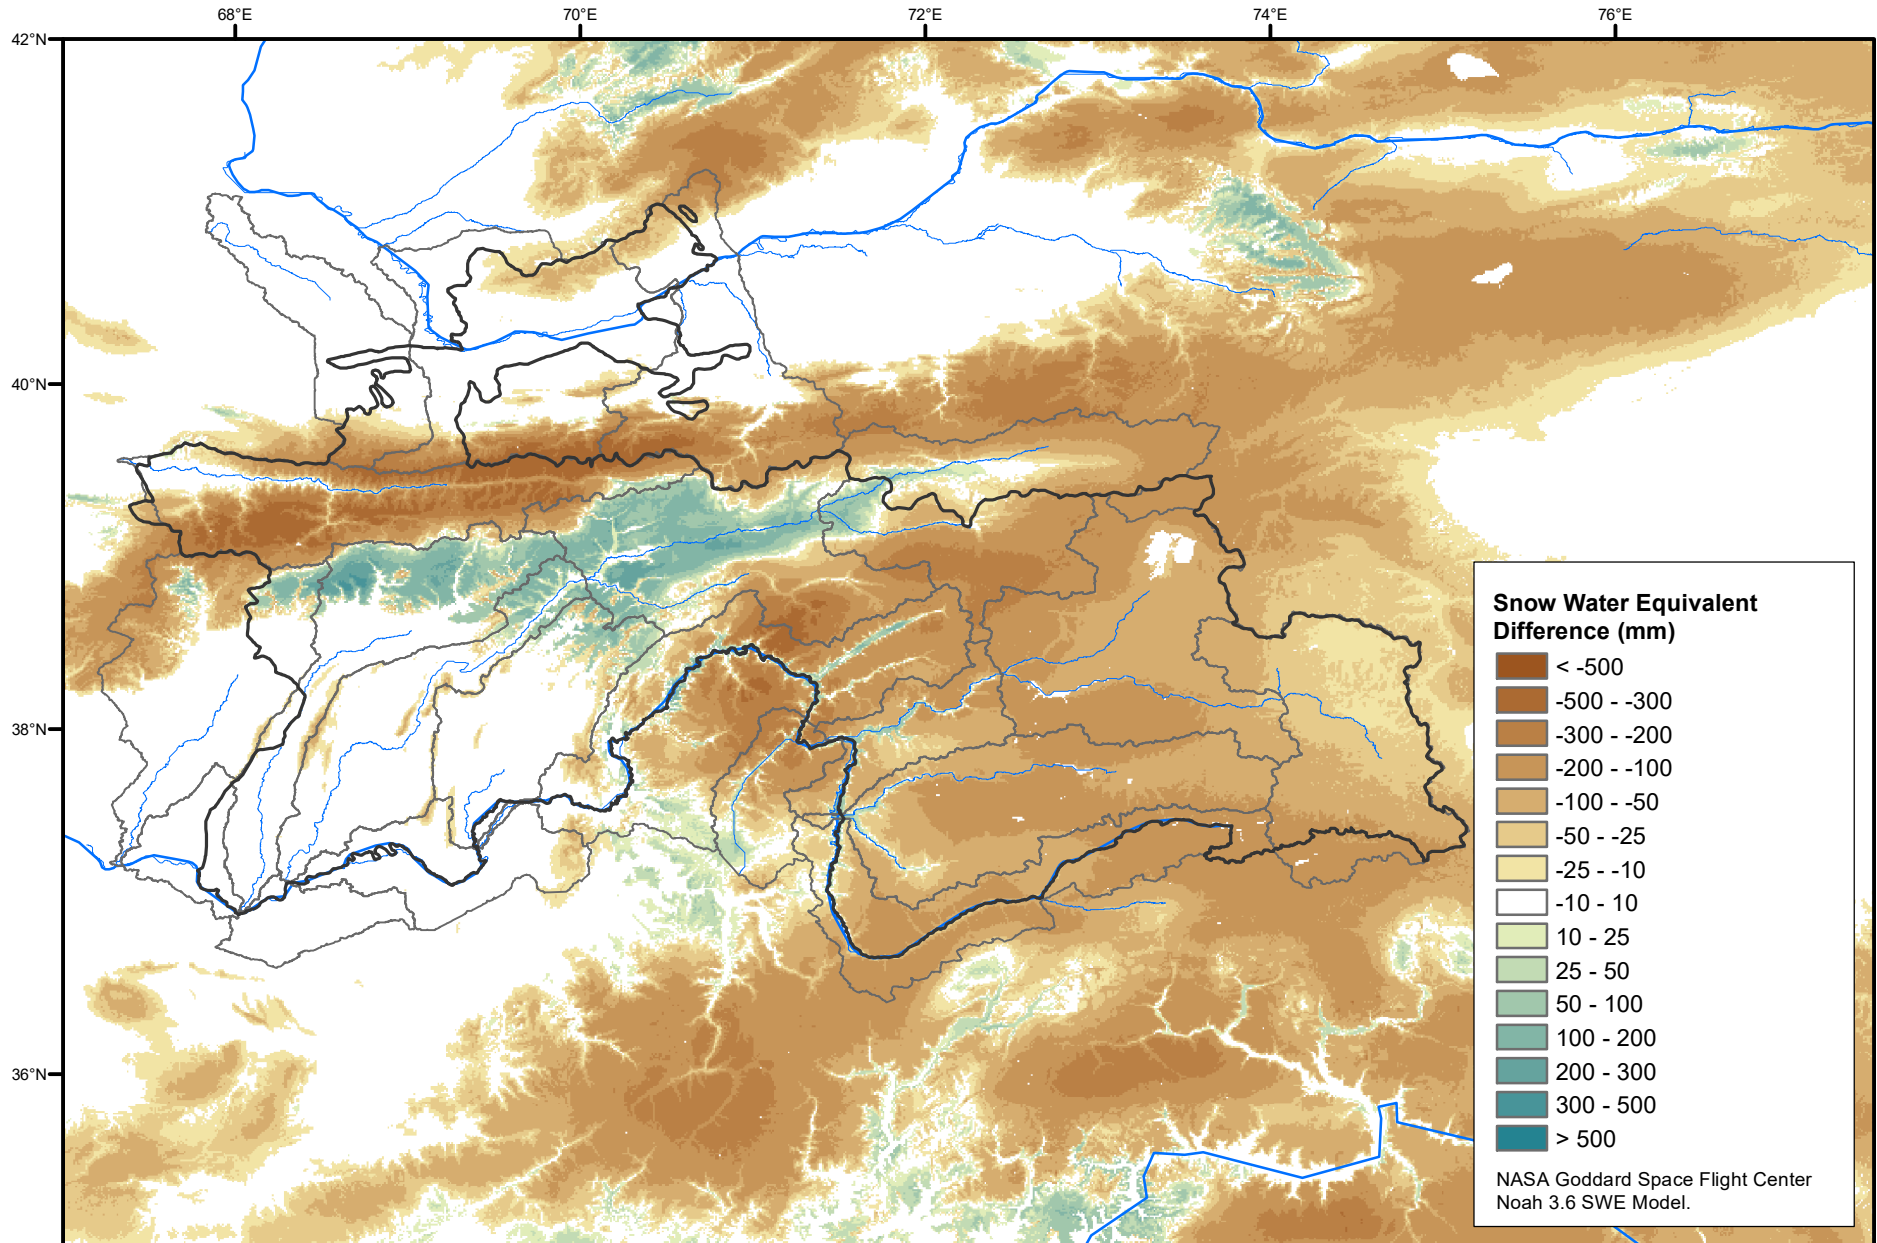 68°E
70°E
72°E
74°E
76°E
42°N
40°N
38°N
36°N
Snow Water Equivalent
Difference (mm)
< -500
-500 - -300
-300 - -200
-200 - -100
-100 - -50
-50 - -25
-25 - -10
-10 - 10
10 - 25
25 - 50
50 - 100
100 - 200
200 - 300
300 - 500
> 500
NASA Goddard Space Flight Center
Noah 3.6 SWE Model.